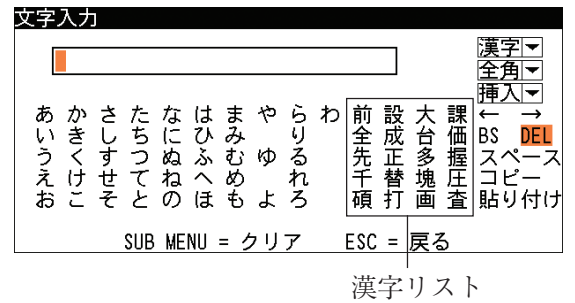 文字入力
漢字
全角
挿入
あ か さ た な は ま や ら わ 前 設 大 課 ← →
い き し ち に ひ み り 全 成 台 価 BS DEL
う く す つ ぬ ふ む ゆ る 先 正 多 握 スペース
え け せ て ね へ め れ 千 替 塊 圧 コピー
お こ そ と の ほ も よ ろ 碩 打 画 査 貼り付け
SUB MENU = クリア ESC = 戻る
漢字リスト